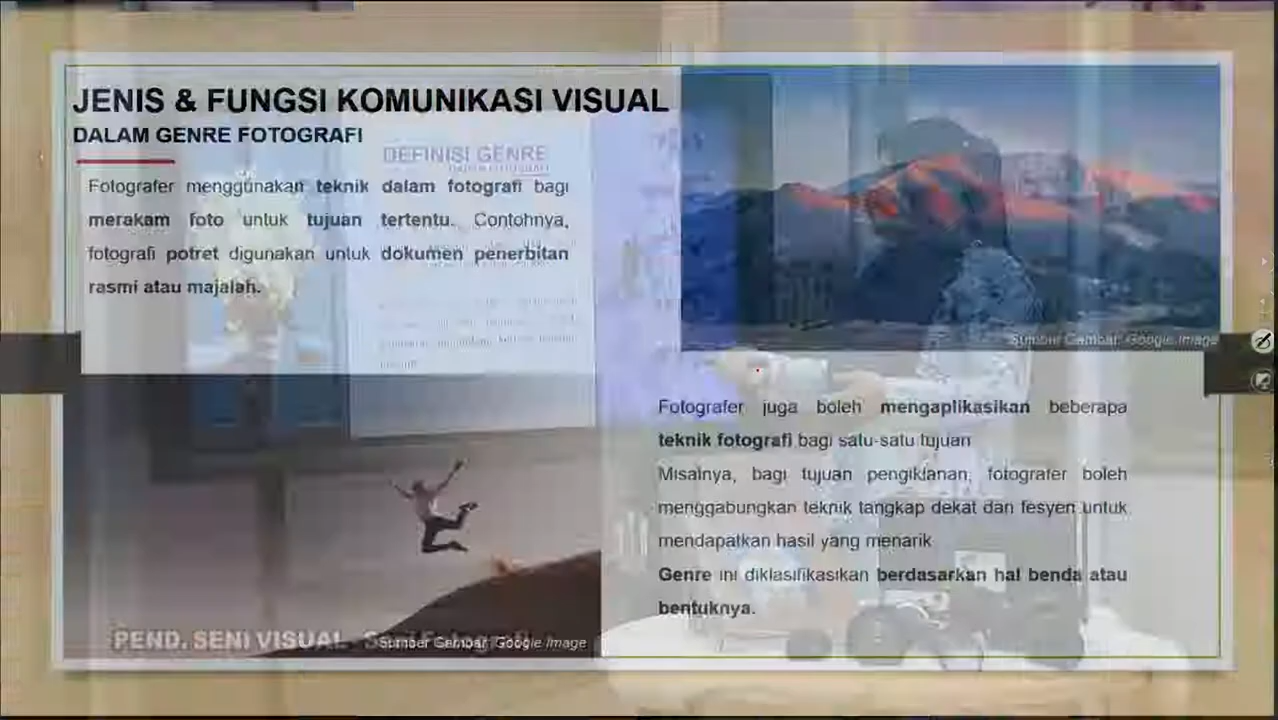 JENIS & FUNGSI KOMUNIKASI VISUAL
DALAM GENRE FOTOGRAFI
DEFINISI GENRE
Fotografer menggunakan teknik dalam fotografi bagi
merakam foto untuk tujuan tertentu. Contohnya,
fotografi potret digunakan untuk dokumen penerbitan
rasmi atau majalah.
Sumber Gambar: Google Image
Fotografer juga boleh mengaplikasikan beberapa
teknik fotografi bagi satu-satu tujuan
Misalnya, bagi tujuan pengiklanan, fotografer boleh
menggabungkan teknik tangkap dekat dan fesyen untuk
mendapatkan hasil yang menarik
Genre ini diklasifikasikan berdasarkan hal benda atau
bentuknya.
PEND. SENI VISUAL - Seni Fotografi
Sumber Gambar: Google Image